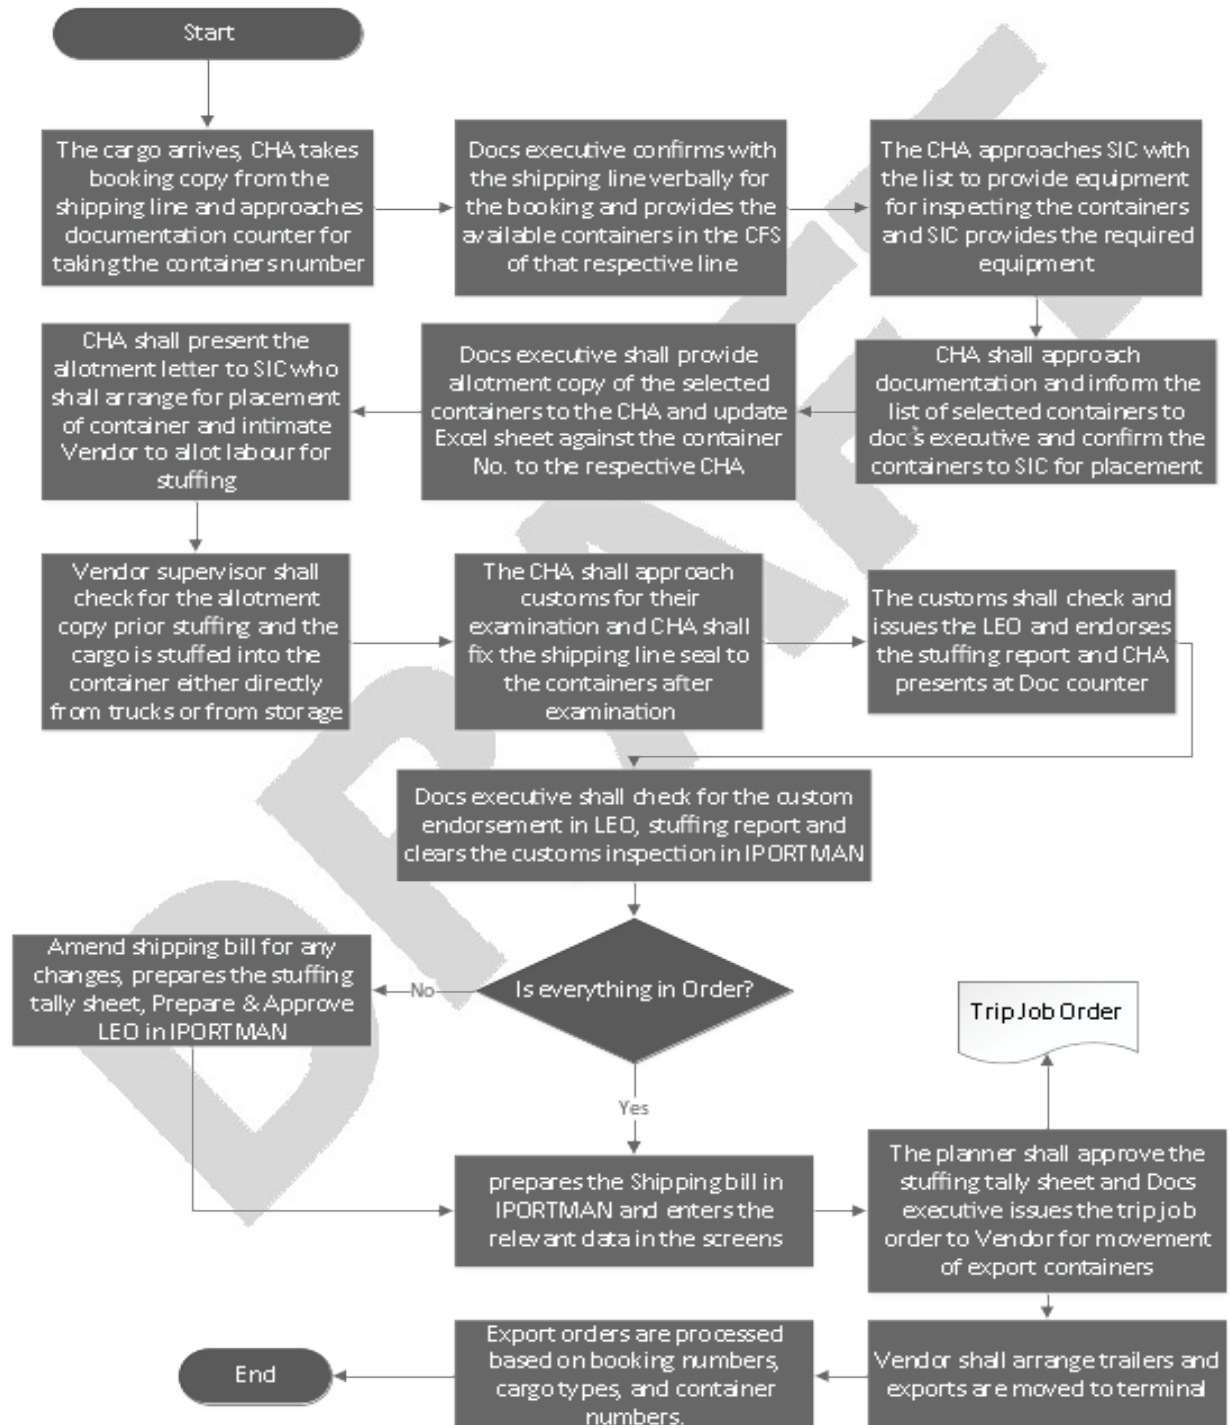 Start
The cargo arrives, CHA takes
booking copy from the
shipping line and approaches
documentation counter for
taking the containers number
Docs executive confirms with
the shipping line verbally for
the booking and provides the
available containers in the CFS
of that respective line
The CHA approaches SIC with
the list to provide equipment
for inspecting the containers
and SIC provides the required
equipment
CHA shall approach
documentation and inform the
list of selected containers to
doc's executive and confirm the
containers to SIC for placement
Docs executive shall provide
allotment copy of the selected
containers to the CHA and update
Excel sheet against the container
No. to the respective CHA
CHA shall present the
allotment letter to SIC who
shall arrange for placement
of container and intimate
Vendor to allot labour for
stuffing
Vendor supervisor shall
check for the allotment
copy prior stuffing and the
cargo is stuffed into the
container either directly
from trucks or from storage
The CHA shall approach
customs for their
examination and CHA shall
fix the shipping line seal to
the containers after
examination
The customs shall check and
issues the LEO and endorses
the stuffing report and CHA
presents at Doc counter
Docs executive shall check for the custom
endorsement in LEO, stuffing report and
clears the customs inspection in IPORTMAN
Is everything in Order?
No
Amend shipping bill for any
changes, prepares the stuffing
tally sheet, Prepare & Approve
LEO in IPORTMAN
Yes
prepares the Shipping bill in
IPORTMAN and enters the
relevant data in the screens
The planner shall approve the
stuffing tally sheet and Docs
executive issues the trip job
order to Vendor for movement
of export containers
Trip Job Order
Vendor shall arrange trailers and
exports are moved to terminal
Export orders are processed
based on booking numbers,
cargo types, and container
numbers.
End
DRAFT